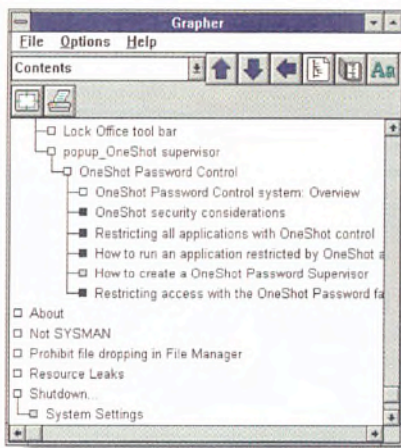 Grapher
File Options Help
Contents
Aa
Lock Office tool bar
popup_OneShot supervisor
OneShot Password Control
OneShot Password Control system: Overview
OneShot security considerations
Restricting all applications with OneShot control
How to run an application restricted by OneShot a
How to create a OneShot Password Supervisor
Restricting access with the OneShot Password fa
About
Not SYSMAN
Prohibit file dropping in File Manager
Resource Leaks
Shutdown...
System Settings